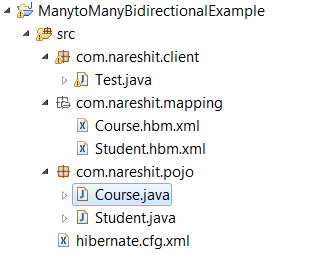 ManytoManyBidirectionalExample
src
com.nareshit.client
Test.java
com.nareshit.mapping
Course.hbm.xml
Student.hbm.xml
com.nareshit.pojo
Course.java
Student.java
hibernate.cfg.xml